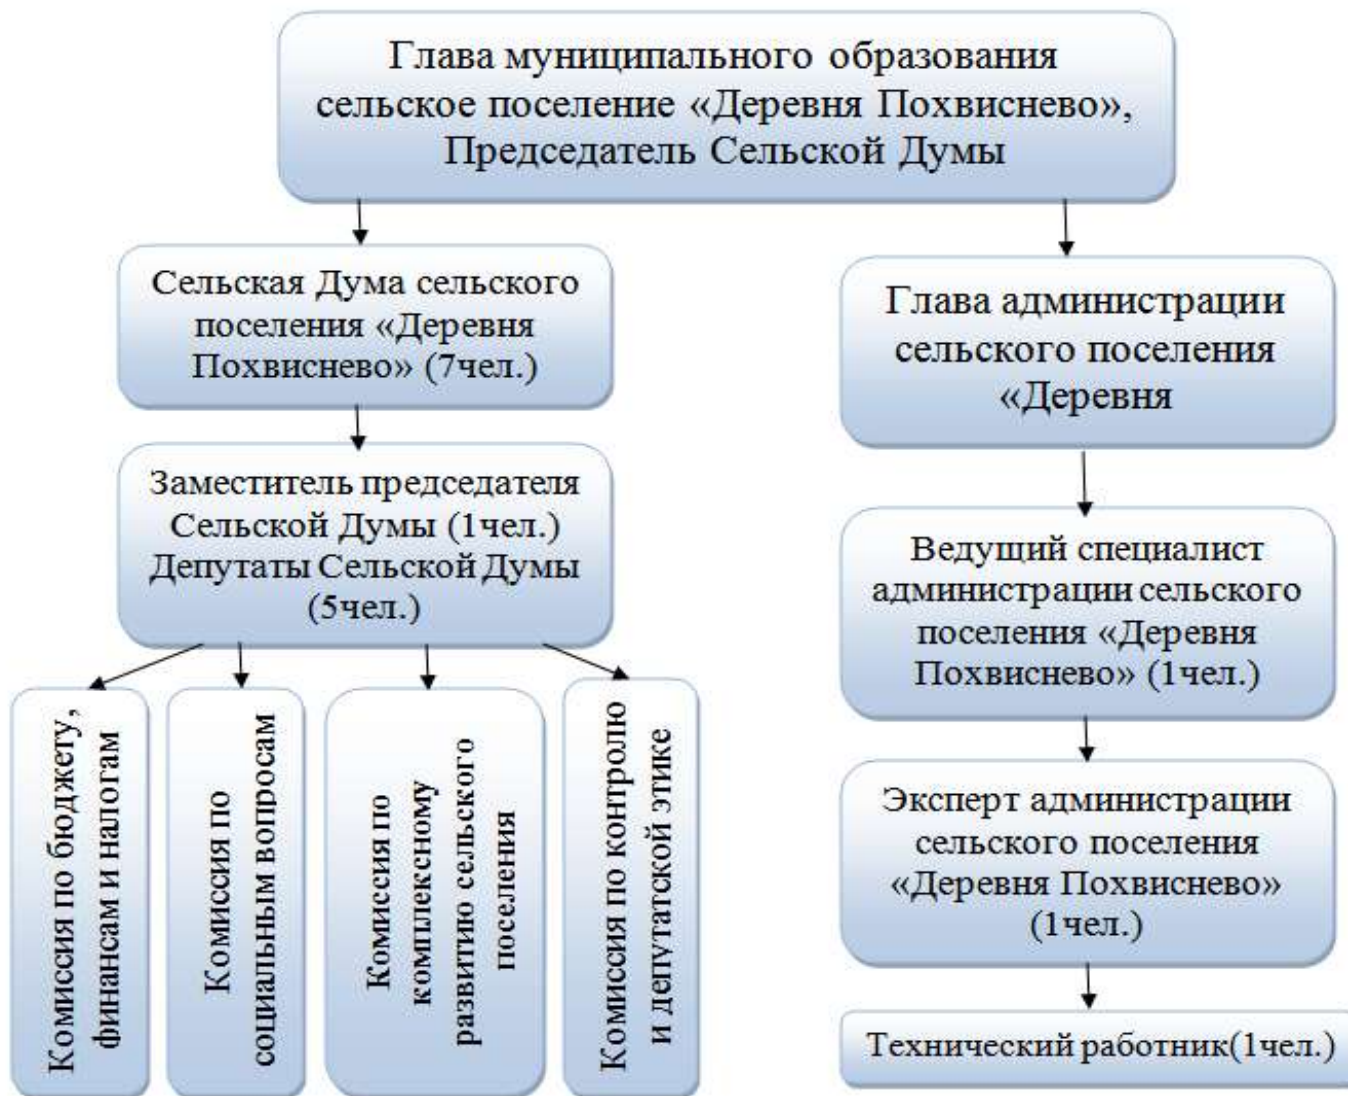 Глава муниципального образования
сельское поселение «Деревня Похвиснево»,
Председатель Сельской Думы
Сельская Дума сельского
поселения «Деревня
Похвиснево» (7чел.)
Заместитель председателя
Сельской Думы (1чел.)
Депутаты Сельской Думы
(5чел.)
Комиссия по бюджету,
финансам и налогам
Комиссия по
социальным вопросам
Комиссия по
комплексному
развитию сельского
поселения
Комиссия по контролю
и депутатской этике
Глава администрации
сельского поселения
«Деревня
Ведущий специалист
администрации сельского
поселения «Деревня
Похвиснево» (1чел.)
Эксперт администрации
сельского поселения
«Деревня Похвиснево»
(1чел.)
Технический работник(1чел.)